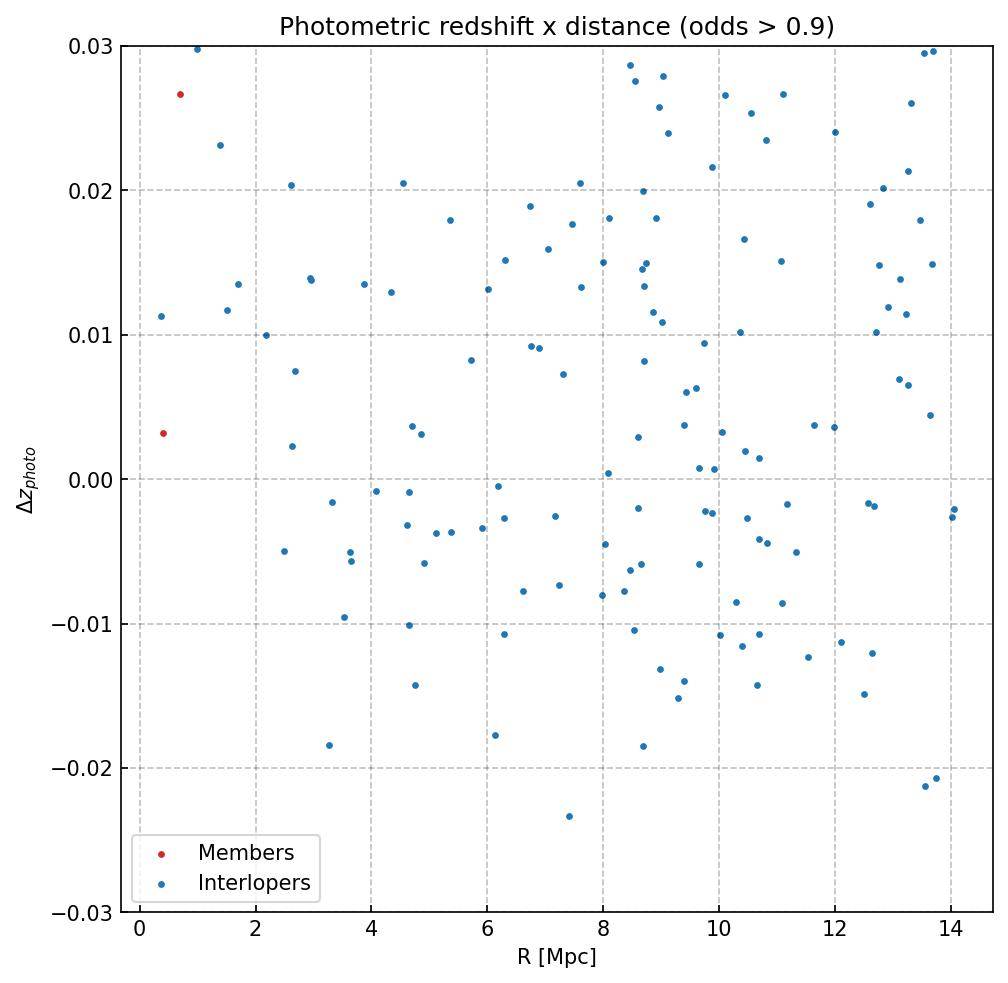 Photometric redshift x distance (odds > 0.9)
0.03
0.02
0.01
0.00
−0.01
−0.02
−0.03
Δz_photo
Members
Interlopers
0 2 4 6 8 10 12 14
R [Mpc]